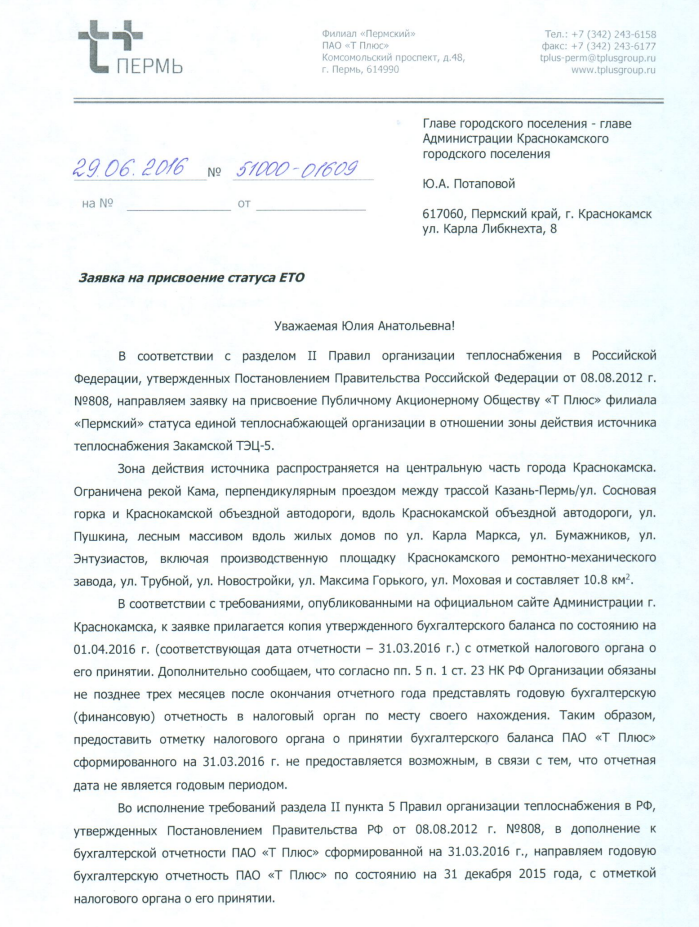 t+
ПЕРМЬ
Филиал «Пермский»
ПАО «Т Плюс»
Комсомольский проспект, д.48,
г. Пермь, 614990
Тел.: +7 (342) 243-6158
факс: +7 (342) 243-6177
tplus-perm@tplusgroup.ru
www.tplusgroup.ru
29.06.2016 № 51000-01609
на № ______________ от ______________
Главе городского поселения - главе
Администрации Краснокамского
городского поселения
Ю.А. Потаповой
617060, Пермский край, г. Краснокамск
ул. Карла Либкнехта, 8
Заявка на присвоение статуса ЕТО
Уважаемая Юлия Анатольевна!
В соответствии с разделом II Правил организации теплоснабжения в Российской
Федерации, утвержденных Постановлением Правительства Российской Федерации от 08.08.2012 г.
№808, направляем заявку на присвоение Публичному Акционерному Обществу «Т Плюс» филиала
«Пермский» статуса единой теплоснабжающей организации в отношении зоны действия источника
теплоснабжения Закамской ТЭЦ-5.
Зона действия источника распространяется на центральную часть города Краснокамска.
Ограничена рекой Кама, перпендикулярным проездом между трассой Казань-Пермь/ул. Сосновая
горка и Краснокамской объездной автодороги, вдоль Краснокамской объездной автодороги, ул.
Пушкина, лесным массивом вдоль жилых домов по ул. Карла Маркса, ул. Бумажников, ул.
Энтузиастов, включая производственную площадку Краснокамского ремонтно-механического
завода, ул. Трубной, ул. Новостройки, ул. Максима Горького, ул. Моховая и составляет 10.8 км².
В соответствии с требованиями, опубликованными на официальном сайте Администрации г.
Краснокамска, к заявке прилагается копия утвержденного бухгалтерского баланса по состоянию на
01.04.2016 г. (соответствующая дата отчетности – 31.03.2016 г.) с отметкой налогового органа о
его принятии. Дополнительно сообщаем, что согласно пп. 5 п. 1 ст. 23 НК РФ Организации обязаны
не позднее трех месяцев после окончания отчетного года представлять годовую бухгалтерскую
(финансовую) отчетность в налоговый орган по месту своего нахождения. Таким образом,
предоставить отметку налогового органа о принятии бухгалтерского баланса ПАО «Т Плюс»
сформированного на 31.03.2016 г. не предоставляется возможным, в связи с тем, что отчетная
дата не является годовым периодом.
Во исполнение требований раздела II пункта 5 Правил организации теплоснабжения в РФ,
утвержденных Постановлением Правительства РФ от 08.08.2012 г. №808, в дополнение к
бухгалтерской отчетности ПАО «Т Плюс» сформированной на 31.03.2016 г., направляем годовую
бухгалтерскую отчетность ПАО «Т Плюс» по состоянию на 31 декабря 2015 года, с отметкой
налогового органа о его принятии.